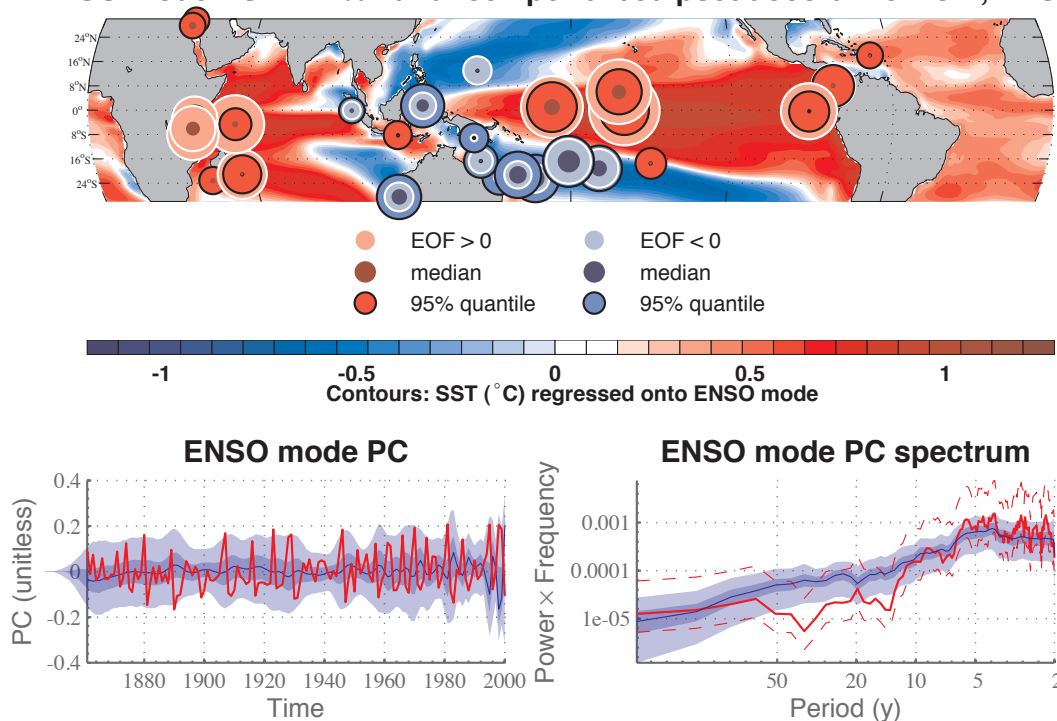 24°N
16°N
8°N
0°
8°S
16°S
24°S
EOF > 0
EOF < 0
median
median
95% quantile
95% quantile
-1 -0.5 0 0.5 1
Contours: SST (°C) regressed onto ENSO mode
ENSO mode PC
ENSO mode PC spectrum
PC (unitless)
0.4
0.2
0
-0.2
-0.4
1880 1900 1920 1940 1960 1980 2000
Time
Power × Frequency
0.001
0.0001
1e-05
50 20 10 5 2
Period (y)